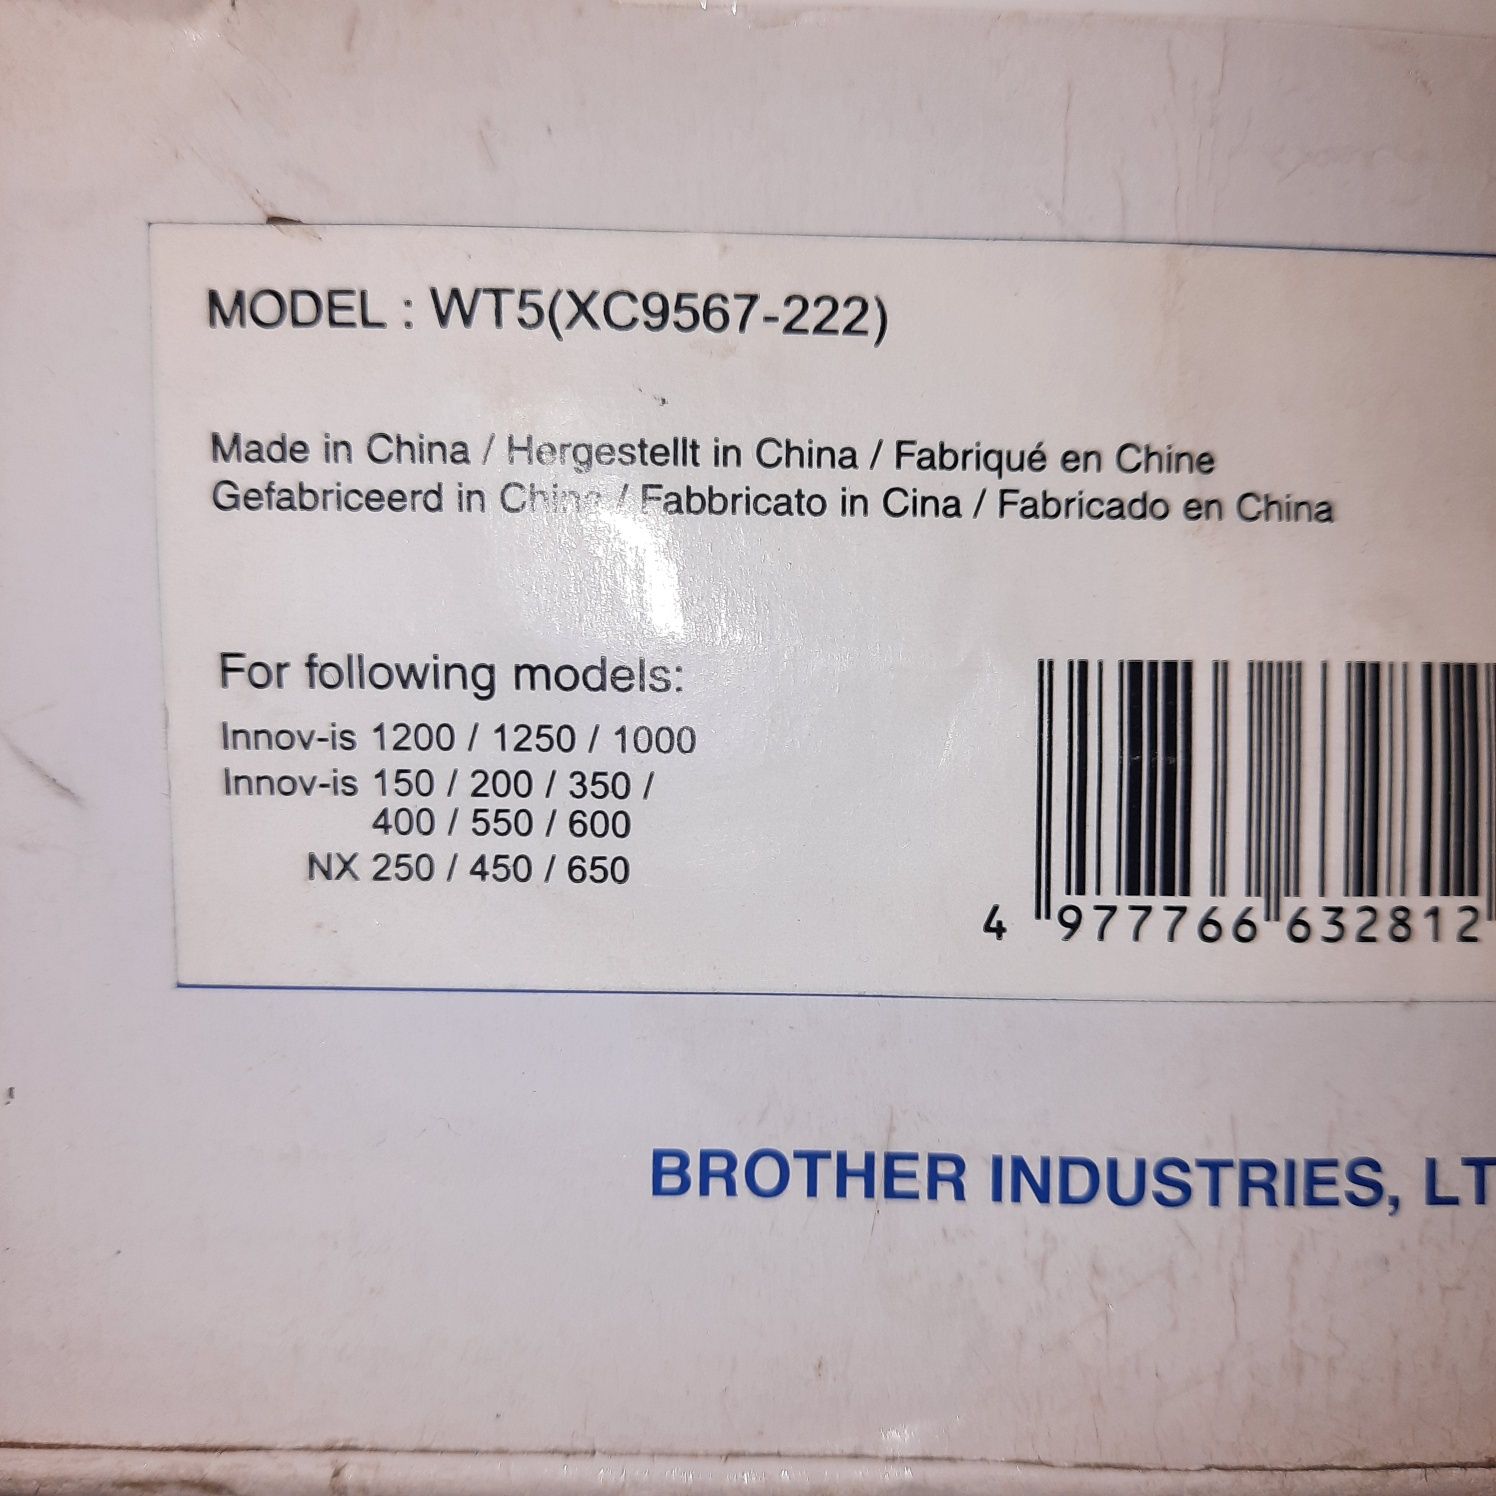 MODEL : WT5(XC9567-222)
Made in China / Hergestellt in China / Fabriqué en Chine
Gefabriceerd in China / Fabbricato in Cina / Fabricado en China
For following models:
Innov-is 1200 / 1250 / 1000
Innov-is 150 / 200 / 350 /
400 / 550 / 600
NX 250 / 450 / 650
4 977766 632812
BROTHER INDUSTRIES, LT